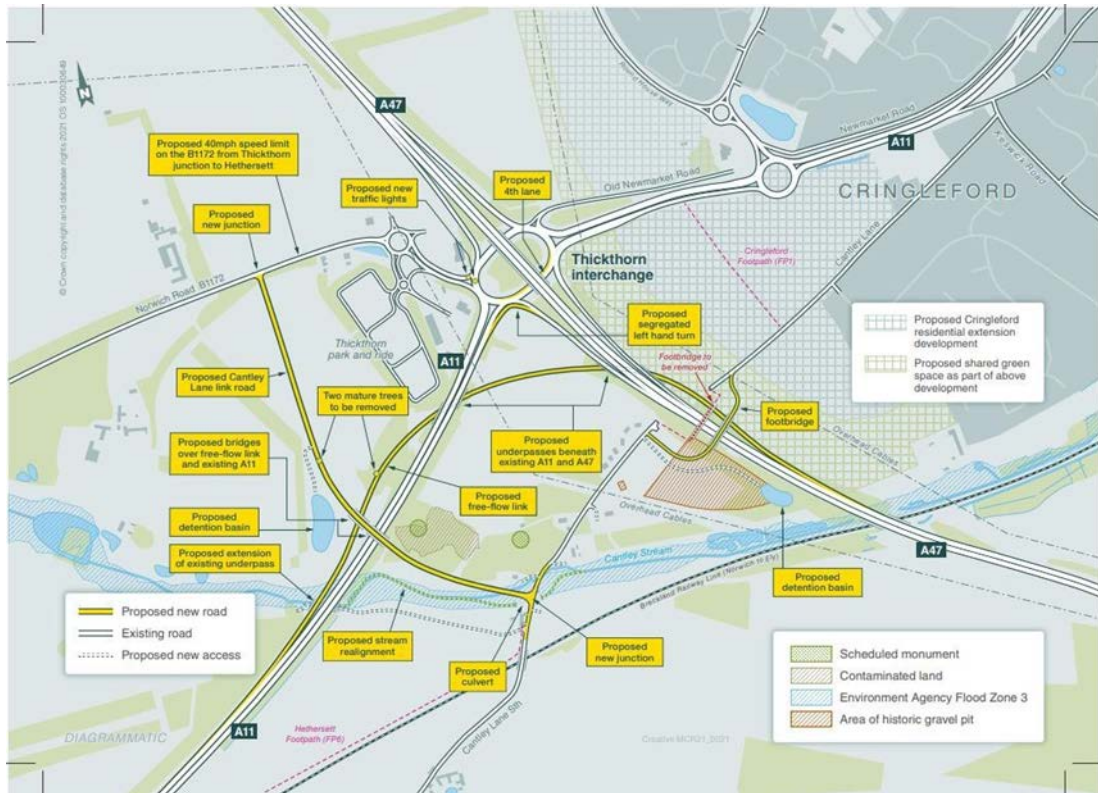 © Crown copyright and database rights 2021 OS 100030649
N
A47
Proposed 40mph speed limit
on the B1172 from Thickthorn
junction to Hethersett
Proposed
new junction
Proposed new
traffic lights
Proposed
4th lane
Round House Way
Newmarket Road
A11
Keswick Road
Old Newmarket Road
CRINGLEFORD
Cantley Lane
Cringleford
Footpath (FP1)
Thickthorn
interchange
Norwich Road B1172
Thickthorn
park and ride
A11
Proposed
segregated
left hand turn
Footbridge to
be removed
Proposed Cringleford
residential extension
development
Proposed shared green
space as part of above
development
Proposed Cantley
Lane link road
Two mature trees
to be removed
Proposed
underpasses beneath
existing A11 and A47
Proposed
footbridge
Proposed bridges
over free-flow link
and existing A11
Proposed
free-flow link
Overhead Cables
Overhead Cables
Proposed
detention basin
Proposed extension
of existing underpass
Cantley Stream
A47
Proposed
detention basin
Breckland Railway Line (Norwich to Ely)
Proposed new road
Existing road
Proposed new access
Proposed stream
realignment
Proposed
culvert
Proposed
new junction
Scheduled monument
Contaminated land
Environment Agency Flood Zone 3
Area of historic gravel pit
DIAGRAMMATIC
A11
Hethersett
Footpath (FP6)
Cantley Lane Sth
Creative MCR21_2021